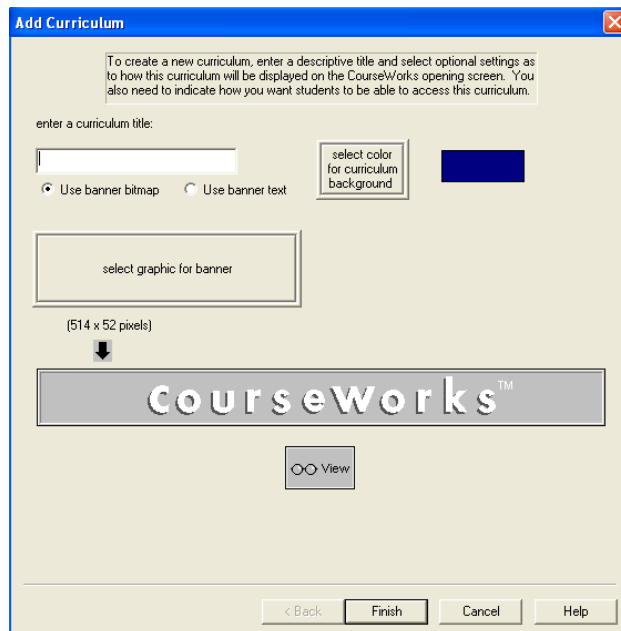 Add Curriculum
To create a new curriculum, enter a descriptive title and select optional settings as
to how this curriculum will be displayed on the CourseWorks opening screen. You
also need to indicate how you want students to be able to access this curriculum.
enter a curriculum title:
select color
for curriculum
background
Use banner bitmap
Use banner text
select graphic for banner
(514 x 52 pixels)
CourseWorks™
View
< Back
Finish
Cancel
Help